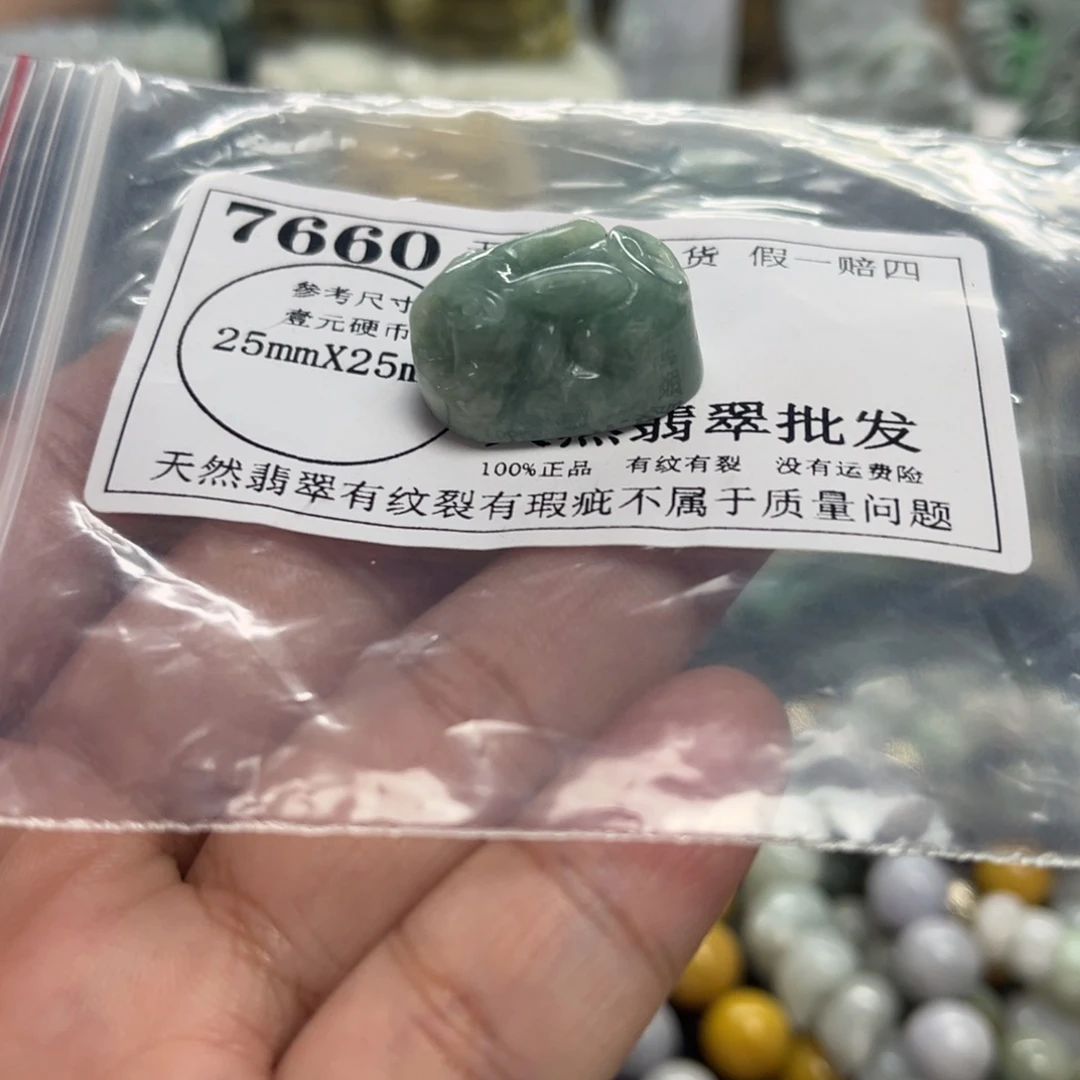 7660
货 假一赔四
参考尺寸
壹元硬币
25mmX25m
翡翠批发
100%正品 有纹有裂 没有运费险
天然翡翠有纹裂有瑕疵不属于质量问题